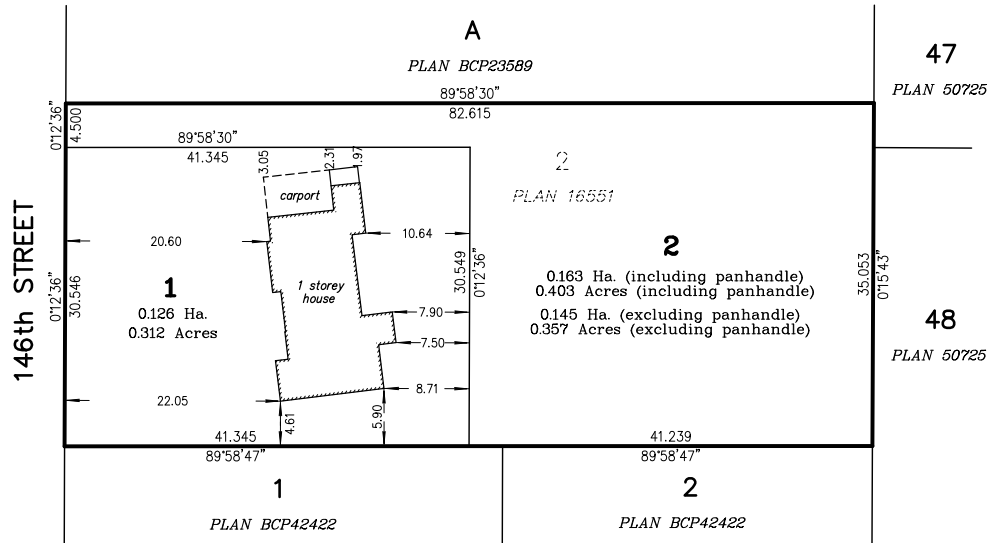 A
PLAN BCP23589
47
PLAN 50725
89°58'30"
82.615
0°12'36"
4.500
89°58'30"
41.345
3.05
2.31
1.97
carport
2
PLAN 16551
146th STREET
20.60
10.64
2
0.163 Ha. (including panhandle)
0.403 Acres (including panhandle)
0.145 Ha. (excluding panhandle)
0.357 Acres (excluding panhandle)
0°12'36"
30.546
1
0.126 Ha.
0.312 Acres
1 storey
house
30.549
0°12'36"
35.053
0°15'43"
7.90
7.50
8.71
48
PLAN 50725
22.05
4.61
5.90
41.345
89°58'47"
41.239
89°58'47"
1
PLAN BCP42422
2
PLAN BCP42422